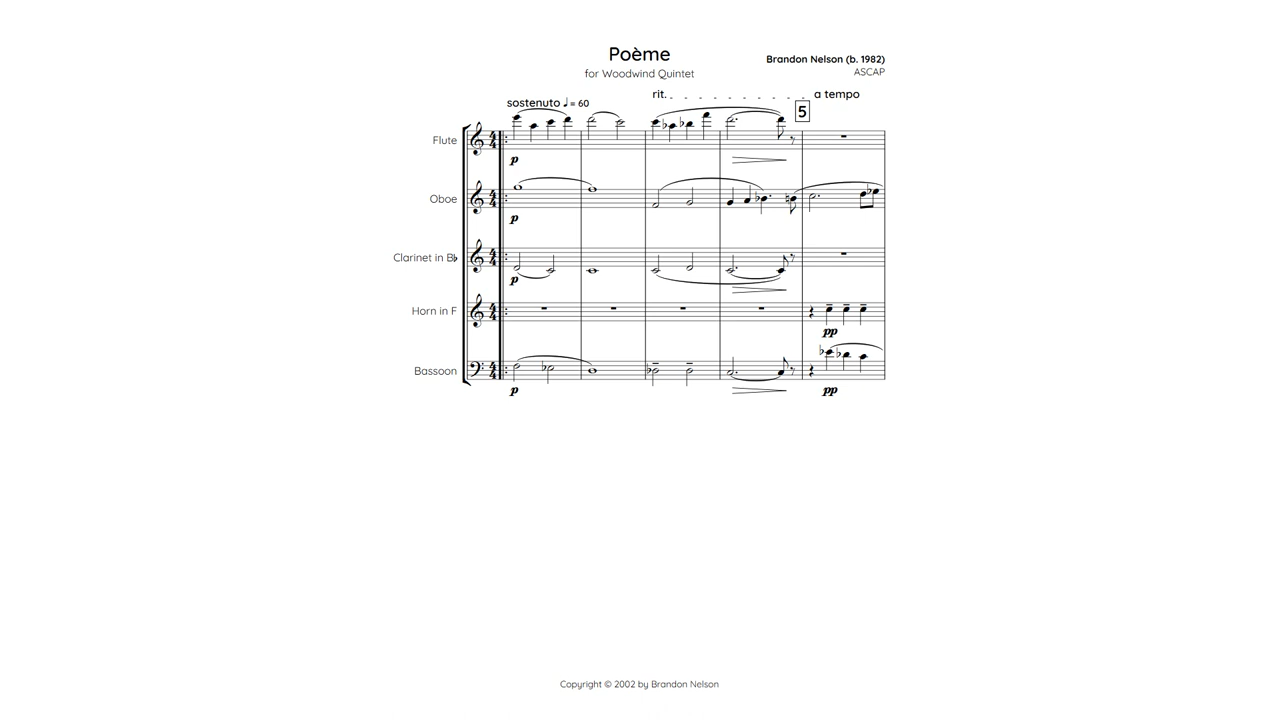 Poème
for Woodwind Quintet
Brandon Nelson (b. 1982)
ASCAP
rit.
a tempo
sostenuto ♩= 60
5
Flute
p
Oboe
p
Clarinet in B♭
p
Horn in F
pp
Bassoon
p
pp
Copyright © 2002 by Brandon Nelson